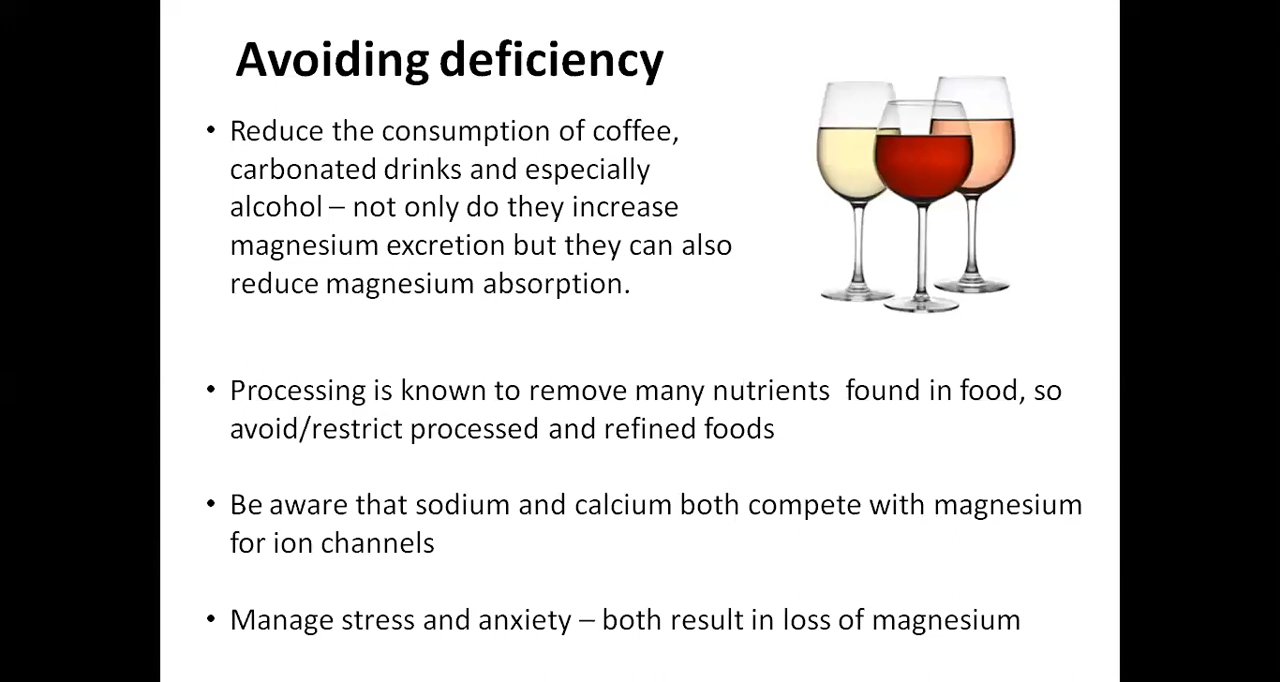 Avoiding deficiency
• Reduce the consumption of coffee,
carbonated drinks and especially
alcohol – not only do they increase
magnesium excretion but they can also
reduce magnesium absorption.
• Processing is known to remove many nutrients  found in food, so
avoid/restrict processed and refined foods
• Be aware that sodium and calcium both compete with magnesium
for ion channels
• Manage stress and anxiety – both result in loss of magnesium